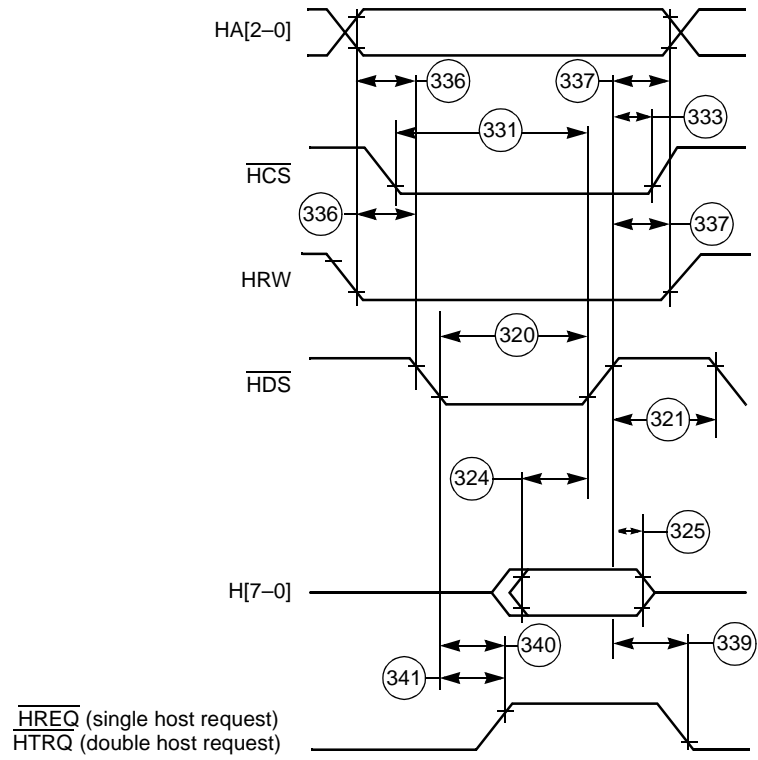 HA[2–0]
336
337
333
331
HCS
336
337
HRW
320
HDS
321
324
325
H[7–0]
340
339
341
HREQ (single host request)
HTRQ (double host request)